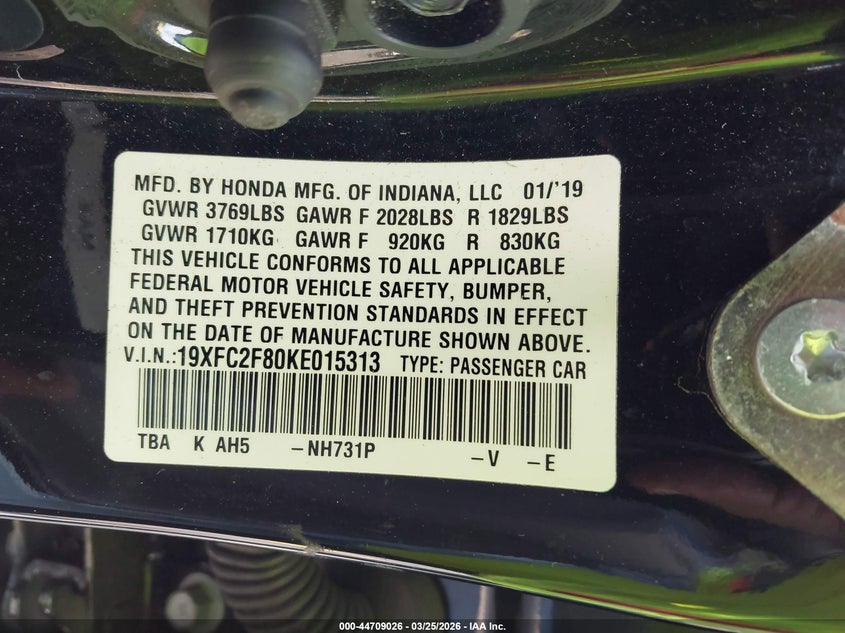 MFD. BY HONDA MFG. OF INDIANA, LLC 01/'19
GVWR 3769LBS GAWR F 2028LBS R 1829LBS
GVWR 1710KG GAWR F 920KG R 830KG
THIS VEHICLE CONFORMS TO ALL APPLICABLE
FEDERAL MOTOR VEHICLE SAFETY, BUMPER,
AND THEFT PREVENTION STANDARDS IN EFFECT
ON THE DATE OF MANUFACTURE SHOWN ABOVE.
V.I.N.:19XFC2F80KE015313 TYPE: PASSENGER CAR
TBA K AH5 –NH731P –V –E
000-44709026 - 03/25/2026 - IAA Inc.